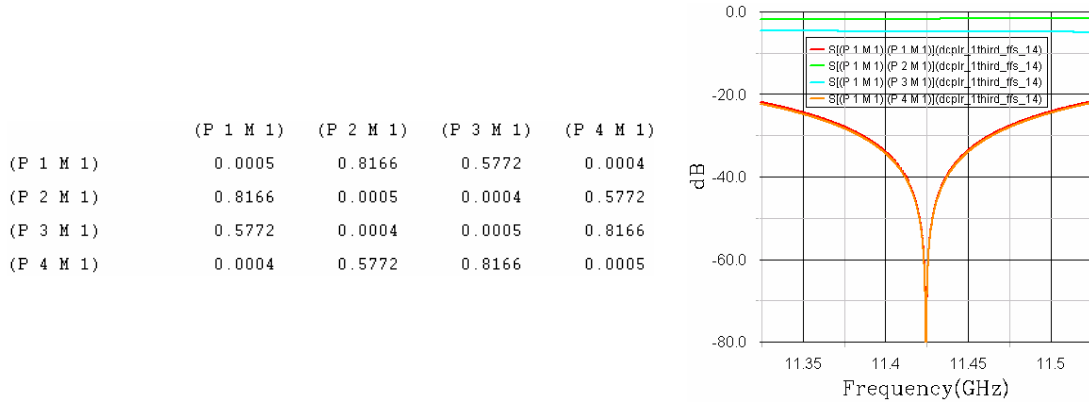 (P 1 M 1) (P 2 M 1) (P 3 M 1) (P 4 M 1)
(P 1 M 1) 0.0005 0.8166 0.5772 0.0004
(P 2 M 1) 0.8166 0.0005 0.0004 0.5772
(P 3 M 1) 0.5772 0.0004 0.0005 0.8166
(P 4 M 1) 0.0004 0.5772 0.8166 0.0005
0.0
-20.0
-40.0
-60.0
-80.0
dB
S[(P 1 M 1) (P 1 M 1)](dcplr_1third_ffs_14)
S[(P 1 M 1) (P 2 M 1)](dcplr_1third_ffs_14)
S[(P 1 M 1) (P 3 M 1)](dcplr_1third_ffs_14)
S[(P 1 M 1) (P 4 M 1)](dcplr_1third_ffs_14)
11.35 11.4 11.45 11.5
Frequency(GHz)